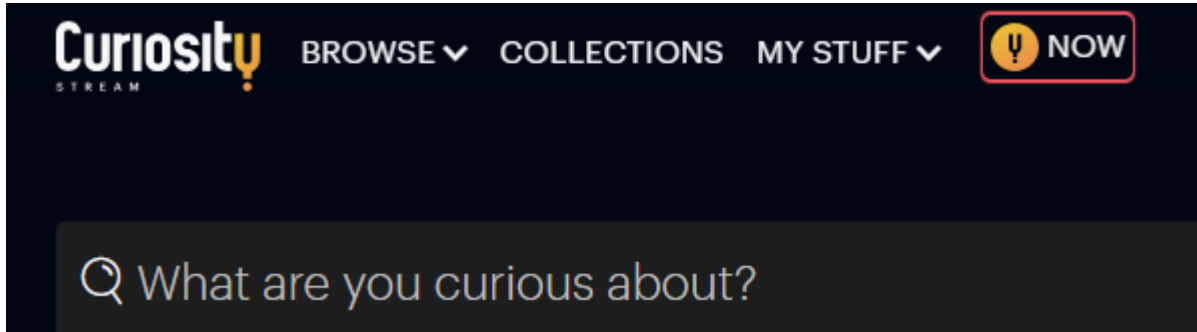 Curiosity
STREAM
BROWSE COLLECTIONS MY STUFF NOW
What are you curious about?